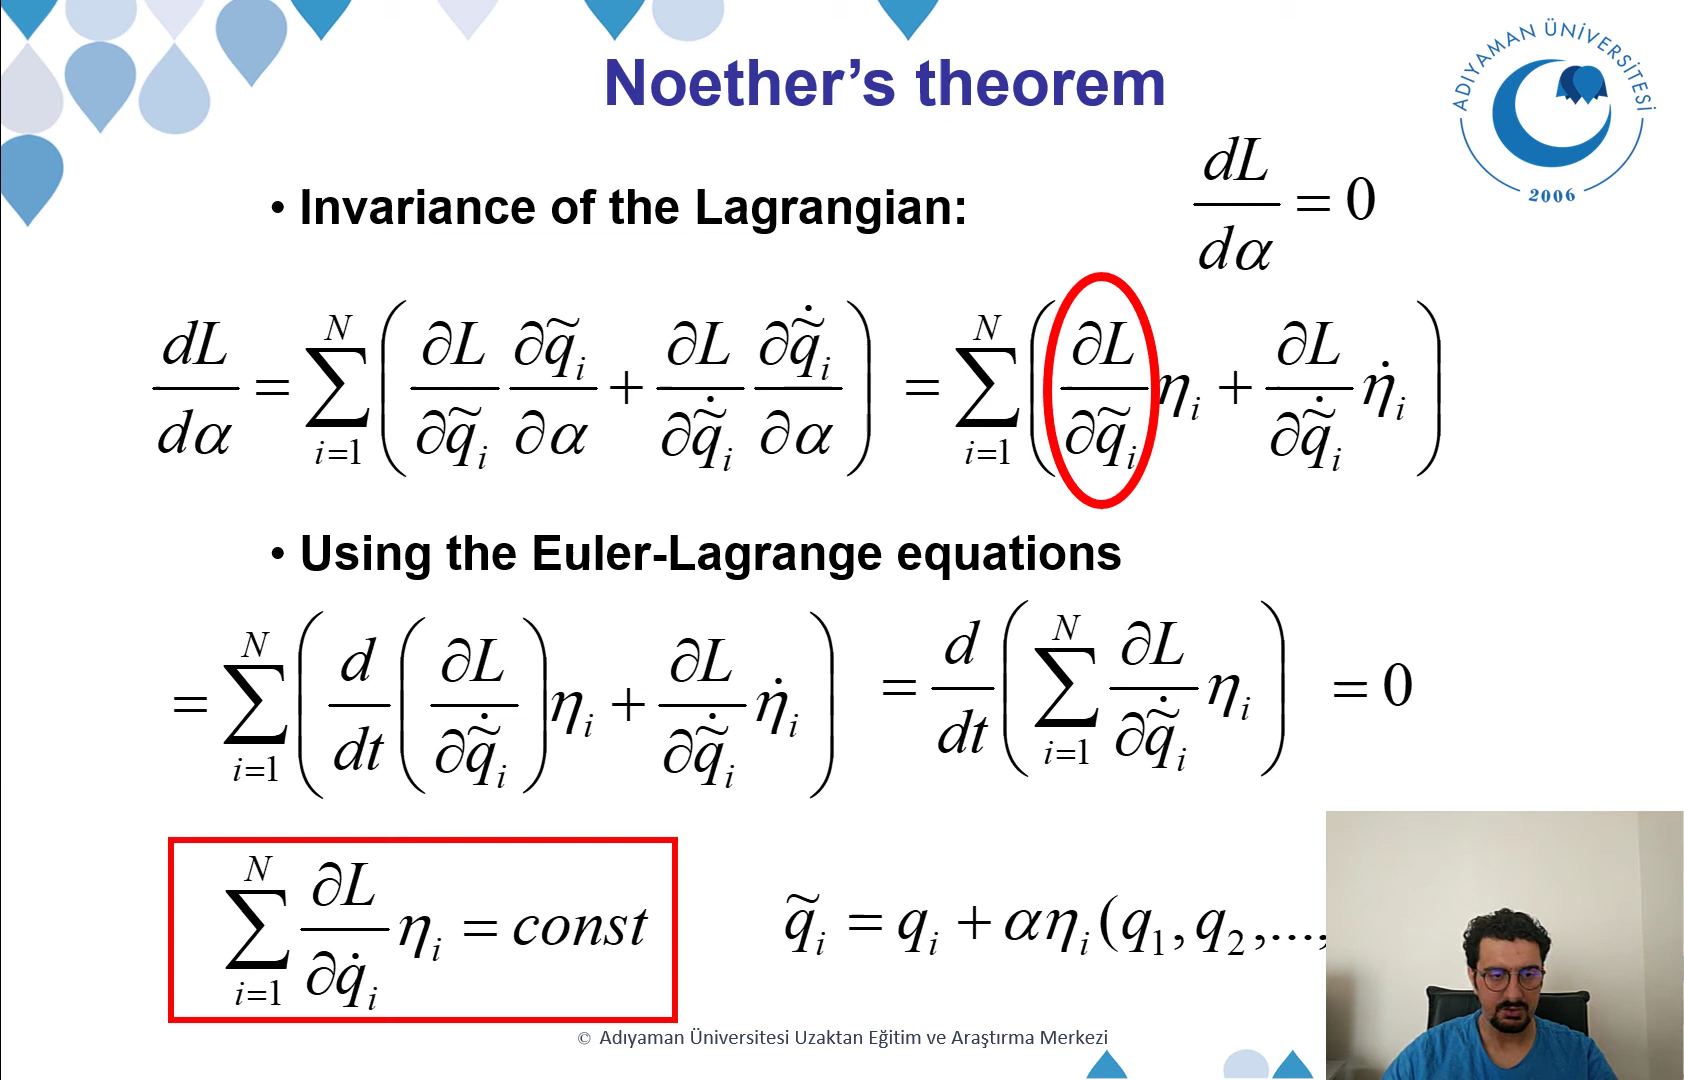 Noether’s theorem
ADIYAMAN ÜNİVERSİTESİ
2006
• Invariance of the Lagrangian:
dL/dα = 0
dL/dα = ∑_{i=1}^{N} ( ∂L/∂q̃_i ∂q̃_i/∂α + ∂L/∂q̃̇_i ∂q̃̇_i/∂α ) = ∑_{i=1}^{N} ( ∂L/∂q̃_i η_i + ∂L/∂q̃̇_i η̇_i )
• Using the Euler-Lagrange equations
= ∑_{i=1}^{N} ( d/dt ( ∂L/∂q̃̇_i ) η_i + ∂L/∂q̃̇_i η̇_i ) = d/dt ( ∑_{i=1}^{N} ∂L/∂q̃̇_i η_i ) = 0
∑_{i=1}^{N} ∂L/∂q̇_i η_i = const
q̃_i = q_i + αη_i(q_1, q_2,...,
© Adıyaman Üniversitesi Uzaktan Eğitim ve Araştırma Merkezi